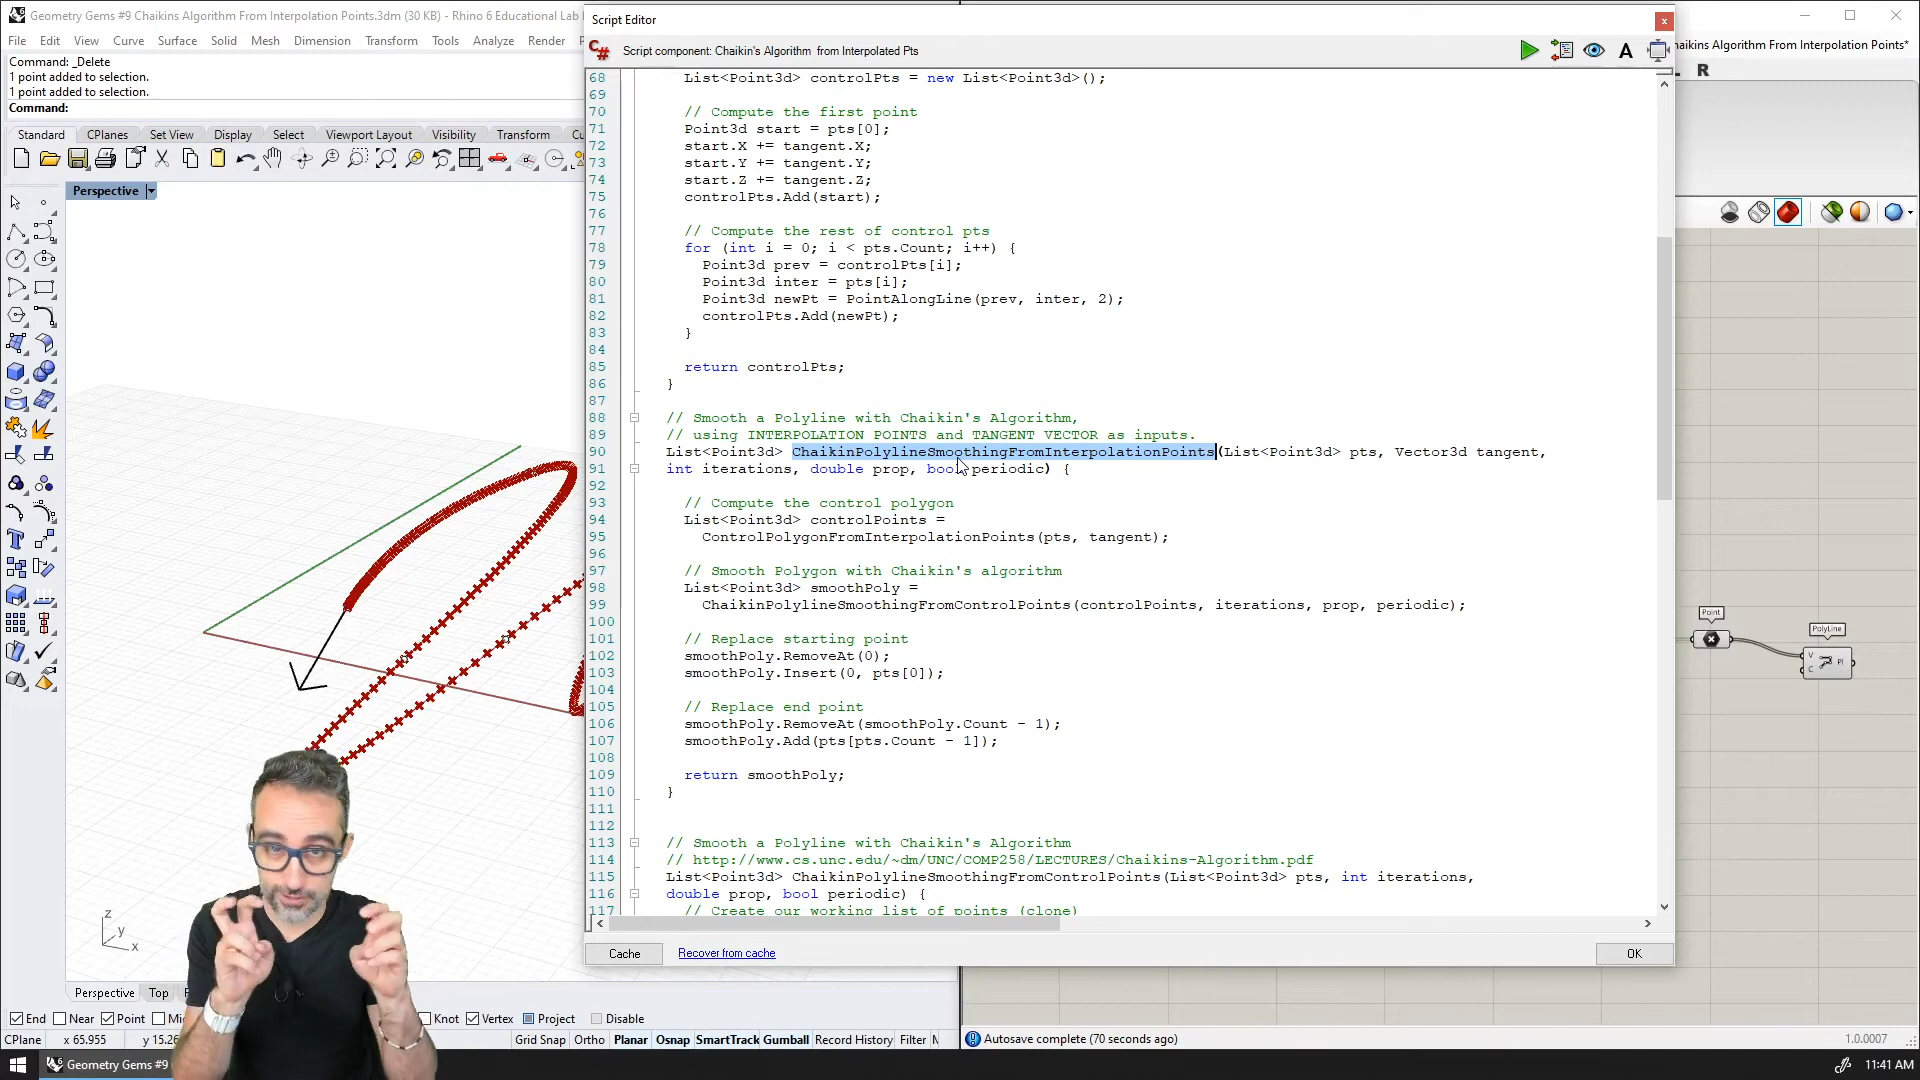 Geometry Gems #9 Chaikins Algorithm From Interpolation Points.3dm (30 KB) - Rhino 6 Educational Lab
File Edit View Curve Surface Solid Mesh Dimension Transform Tools Analyze Render
Command: _Delete
1 point added to selection.
1 point added to selection.
Command:
Standard CPlanes Set View Display Select Viewport Layout Visibility Transform
Perspective
z
y
x
Perspective Top
End Near Point Knot Vertex Project Disable
CPlane x 65.955 Grid Snap Ortho Planar Osnap SmartTrack Gumball Record History Filter
Geometry Gems #9
Script Editor
C# Script component: Chaikin's Algorithm from Interpolated Pts
A
68 List<Point3d> controlPts = new List<Point3d>();
69
70 // Compute the first point
71 Point3d start = pts[0];
72 start.X += tangent.X;
73 start.Y += tangent.Y;
74 start.Z += tangent.Z;
75 controlPts.Add(start);
76
77 // Compute the rest of control pts
78 for (int i = 0; i < pts.Count; i++) {
79 Point3d prev = controlPts[i];
80 Point3d inter = pts[i];
81 Point3d newPt = PointAlongLine(prev, inter, 2);
82 controlPts.Add(newPt);
83 }
84
85 return controlPts;
86 }
87
88 // Smooth a Polyline with Chaikin's Algorithm,
89 // using INTERPOLATION POINTS and TANGENT VECTOR as inputs.
90 List<Point3d> ChaikinPolylineSmoothingFromInterpolationPoints(List<Point3d> pts, Vector3d tangent,
91 int iterations, double prop, bool periodic) {
92
93 // Compute the control polygon
94 List<Point3d> controlPoints =
95 ControlPolygonFromInterpolationPoints(pts, tangent);
96
97 // Smooth Polygon with Chaikin's algorithm
98 List<Point3d> smoothPoly =
99 ChaikinPolylineSmoothingFromControlPoints(controlPoints, iterations, prop, periodic);
100
101 // Replace starting point
102 smoothPoly.RemoveAt(0);
103 smoothPoly.Insert(0, pts[0]);
104
105 // Replace end point
106 smoothPoly.RemoveAt(smoothPoly.Count - 1);
107 smoothPoly.Add(pts[pts.Count - 1]);
108
109 return smoothPoly;
110 }
111
112
113 // Smooth a Polyline with Chaikin's Algorithm
114 // http://www.cs.unc.edu/~dm/UNC/COMP258/LECTURES/Chaikins-Algorithm.pdf
115 List<Point3d> ChaikinPolylineSmoothingFromControlPoints(List<Point3d> pts, int iterations,
116 double prop, bool periodic) {
117 // Create our working list of points (clone)
Cache Recover from cache OK
Algorithm From Interpolation Points*
R
Point
PolyLine
V
C
Pl
Autosave complete (70 seconds ago)
1.0.0007
11:41 AM